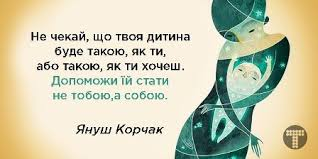 Не чекай, що твоя дитина
буде такою, як ти,
або такою, як ти хочеш.
Допоможи їй стати
не тобою,а собою.
Януш Корчак
T